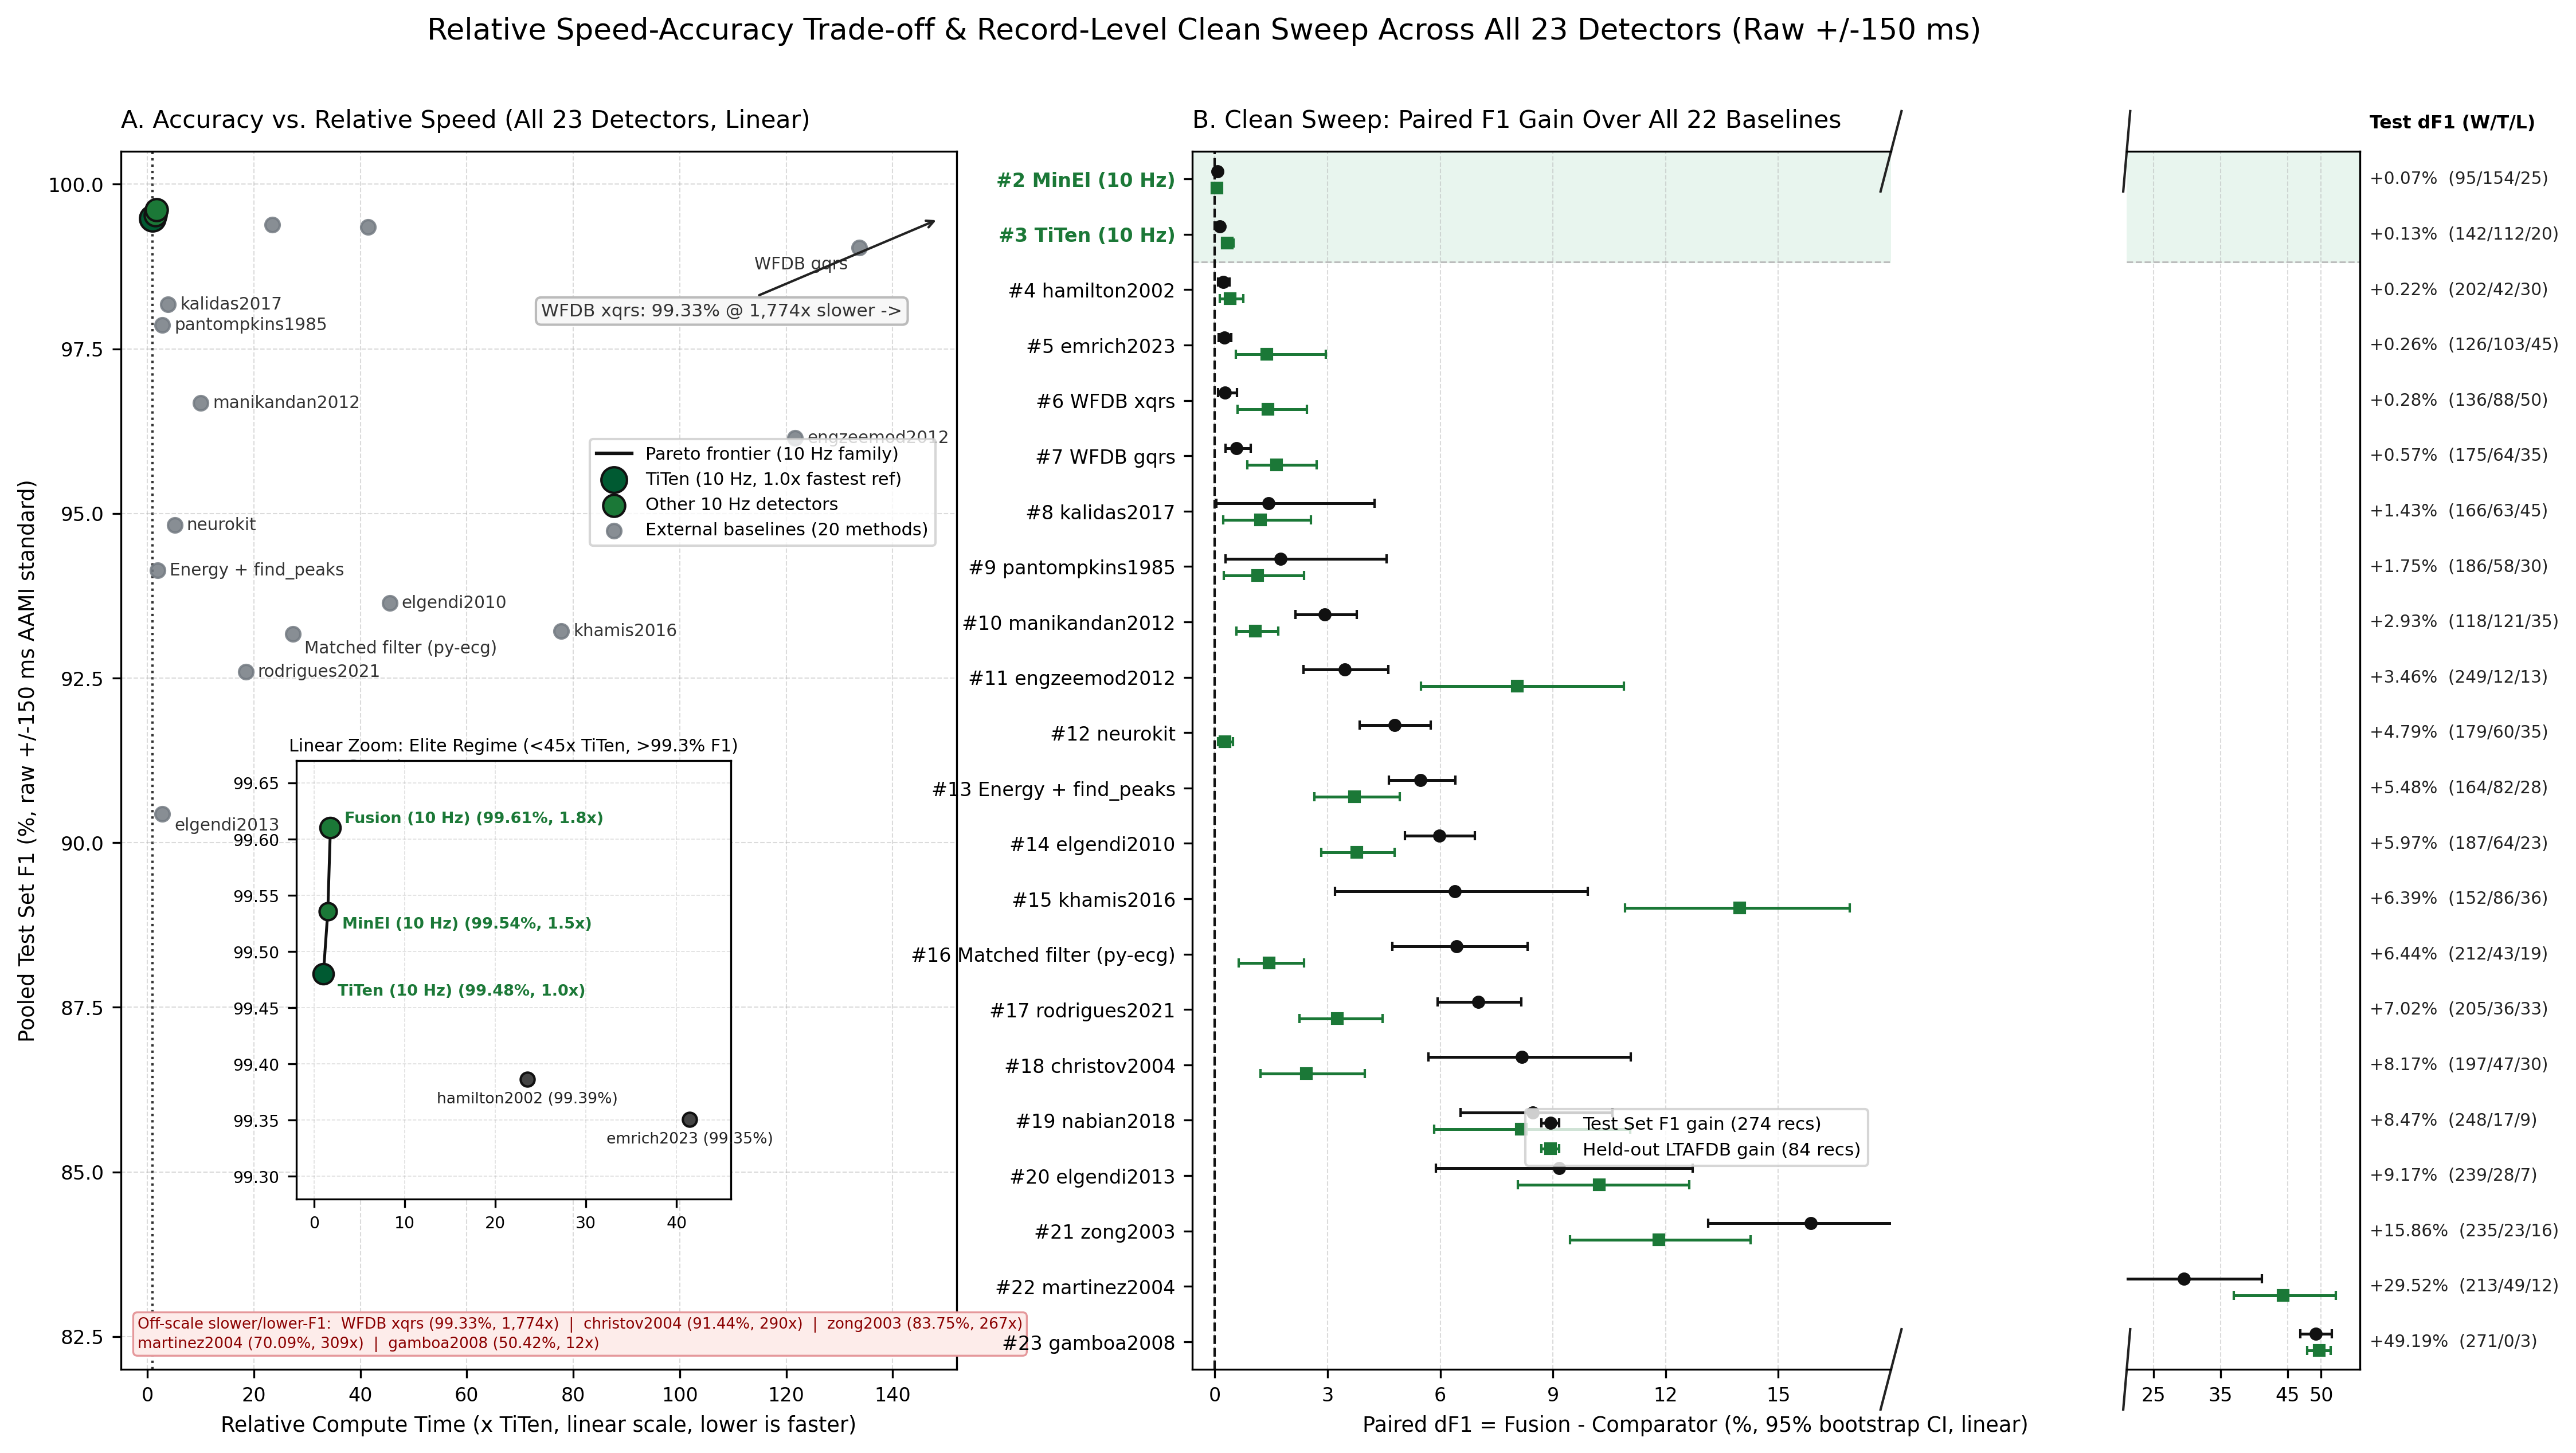 Relative Speed-Accuracy Trade-off & Record-Level Clean Sweep Across All 23 Detectors (Raw +/-150 ms)
A. Accuracy vs. Relative Speed (All 23 Detectors, Linear)
Pooled Test Set F1 (%, raw +/-150 ms AAMI standard)
100.0
97.5
95.0
92.5
90.0
87.5
85.0
82.5
WFDB gqrs
WFDB xqrs: 99.33% @ 1,774x slower ->
kalidas2017
pantompkins1985
manikandan2012
engzeemod2012
Pareto frontier (10 Hz family)
TiTen (10 Hz, 1.0x fastest ref)
Other 10 Hz detectors
External baselines (20 methods)
neurokit
Energy + find_peaks
elgendi2010
khamis2016
Matched filter (py-ecg)
rodrigues2021
elgendi2013
Linear Zoom: Elite Regime (<45x TiTen, >99.3% F1)
99.65
99.60
99.55
99.50
99.45
99.40
99.35
99.30
Fusion (10 Hz) (99.61%, 1.8x)
MinEl (10 Hz) (99.54%, 1.5x)
TiTen (10 Hz) (99.48%, 1.0x)
hamilton2002 (99.39%)
emrich2023 (99.35%)
0 10 20 30 40
Off-scale slower/lower-F1: WFDB xqrs (99.33%, 1,774x) | christov2004 (91.44%, 290x) | zong2003 (83.75%, 267x)
martinez2004 (70.09%, 309x) | gamboa2008 (50.42%, 12x)
0 20 40 60 80 100 120 140
Relative Compute Time (x TiTen, linear scale, lower is faster)
B. Clean Sweep: Paired F1 Gain Over All 22 Baselines
Test dF1 (W/T/L)
#2 MinEl (10 Hz) +0.07% (95/154/25)
#3 TiTen (10 Hz) +0.13% (142/112/20)
#4 hamilton2002 +0.22% (202/42/30)
#5 emrich2023 +0.26% (126/103/45)
#6 WFDB xqrs +0.28% (136/88/50)
#7 WFDB gqrs +0.57% (175/64/35)
#8 kalidas2017 +1.43% (166/63/45)
#9 pantompkins1985 +1.75% (186/58/30)
#10 manikandan2012 +2.93% (118/121/35)
#11 engzeemod2012 +3.46% (249/12/13)
#12 neurokit +4.79% (179/60/35)
#13 Energy + find_peaks +5.48% (164/82/28)
#14 elgendi2010 +5.97% (187/64/23)
#15 khamis2016 +6.39% (152/86/36)
#16 Matched filter (py-ecg) +6.44% (212/43/19)
#17 rodrigues2021 +7.02% (205/36/33)
#18 christov2004 +8.17% (197/47/30)
#19 nabian2018 +8.47% (248/17/9)
Test Set F1 gain (274 recs)
Held-out LTAFDB gain (84 recs)
#20 elgendi2013 +9.17% (239/28/7)
#21 zong2003 +15.86% (235/23/16)
#22 martinez2004 +29.52% (213/49/12)
#23 gamboa2008 +49.19% (271/0/3)
0 3 6 9 12 15 25 35 45 50
Paired dF1 = Fusion - Comparator (%, 95% bootstrap CI, linear)